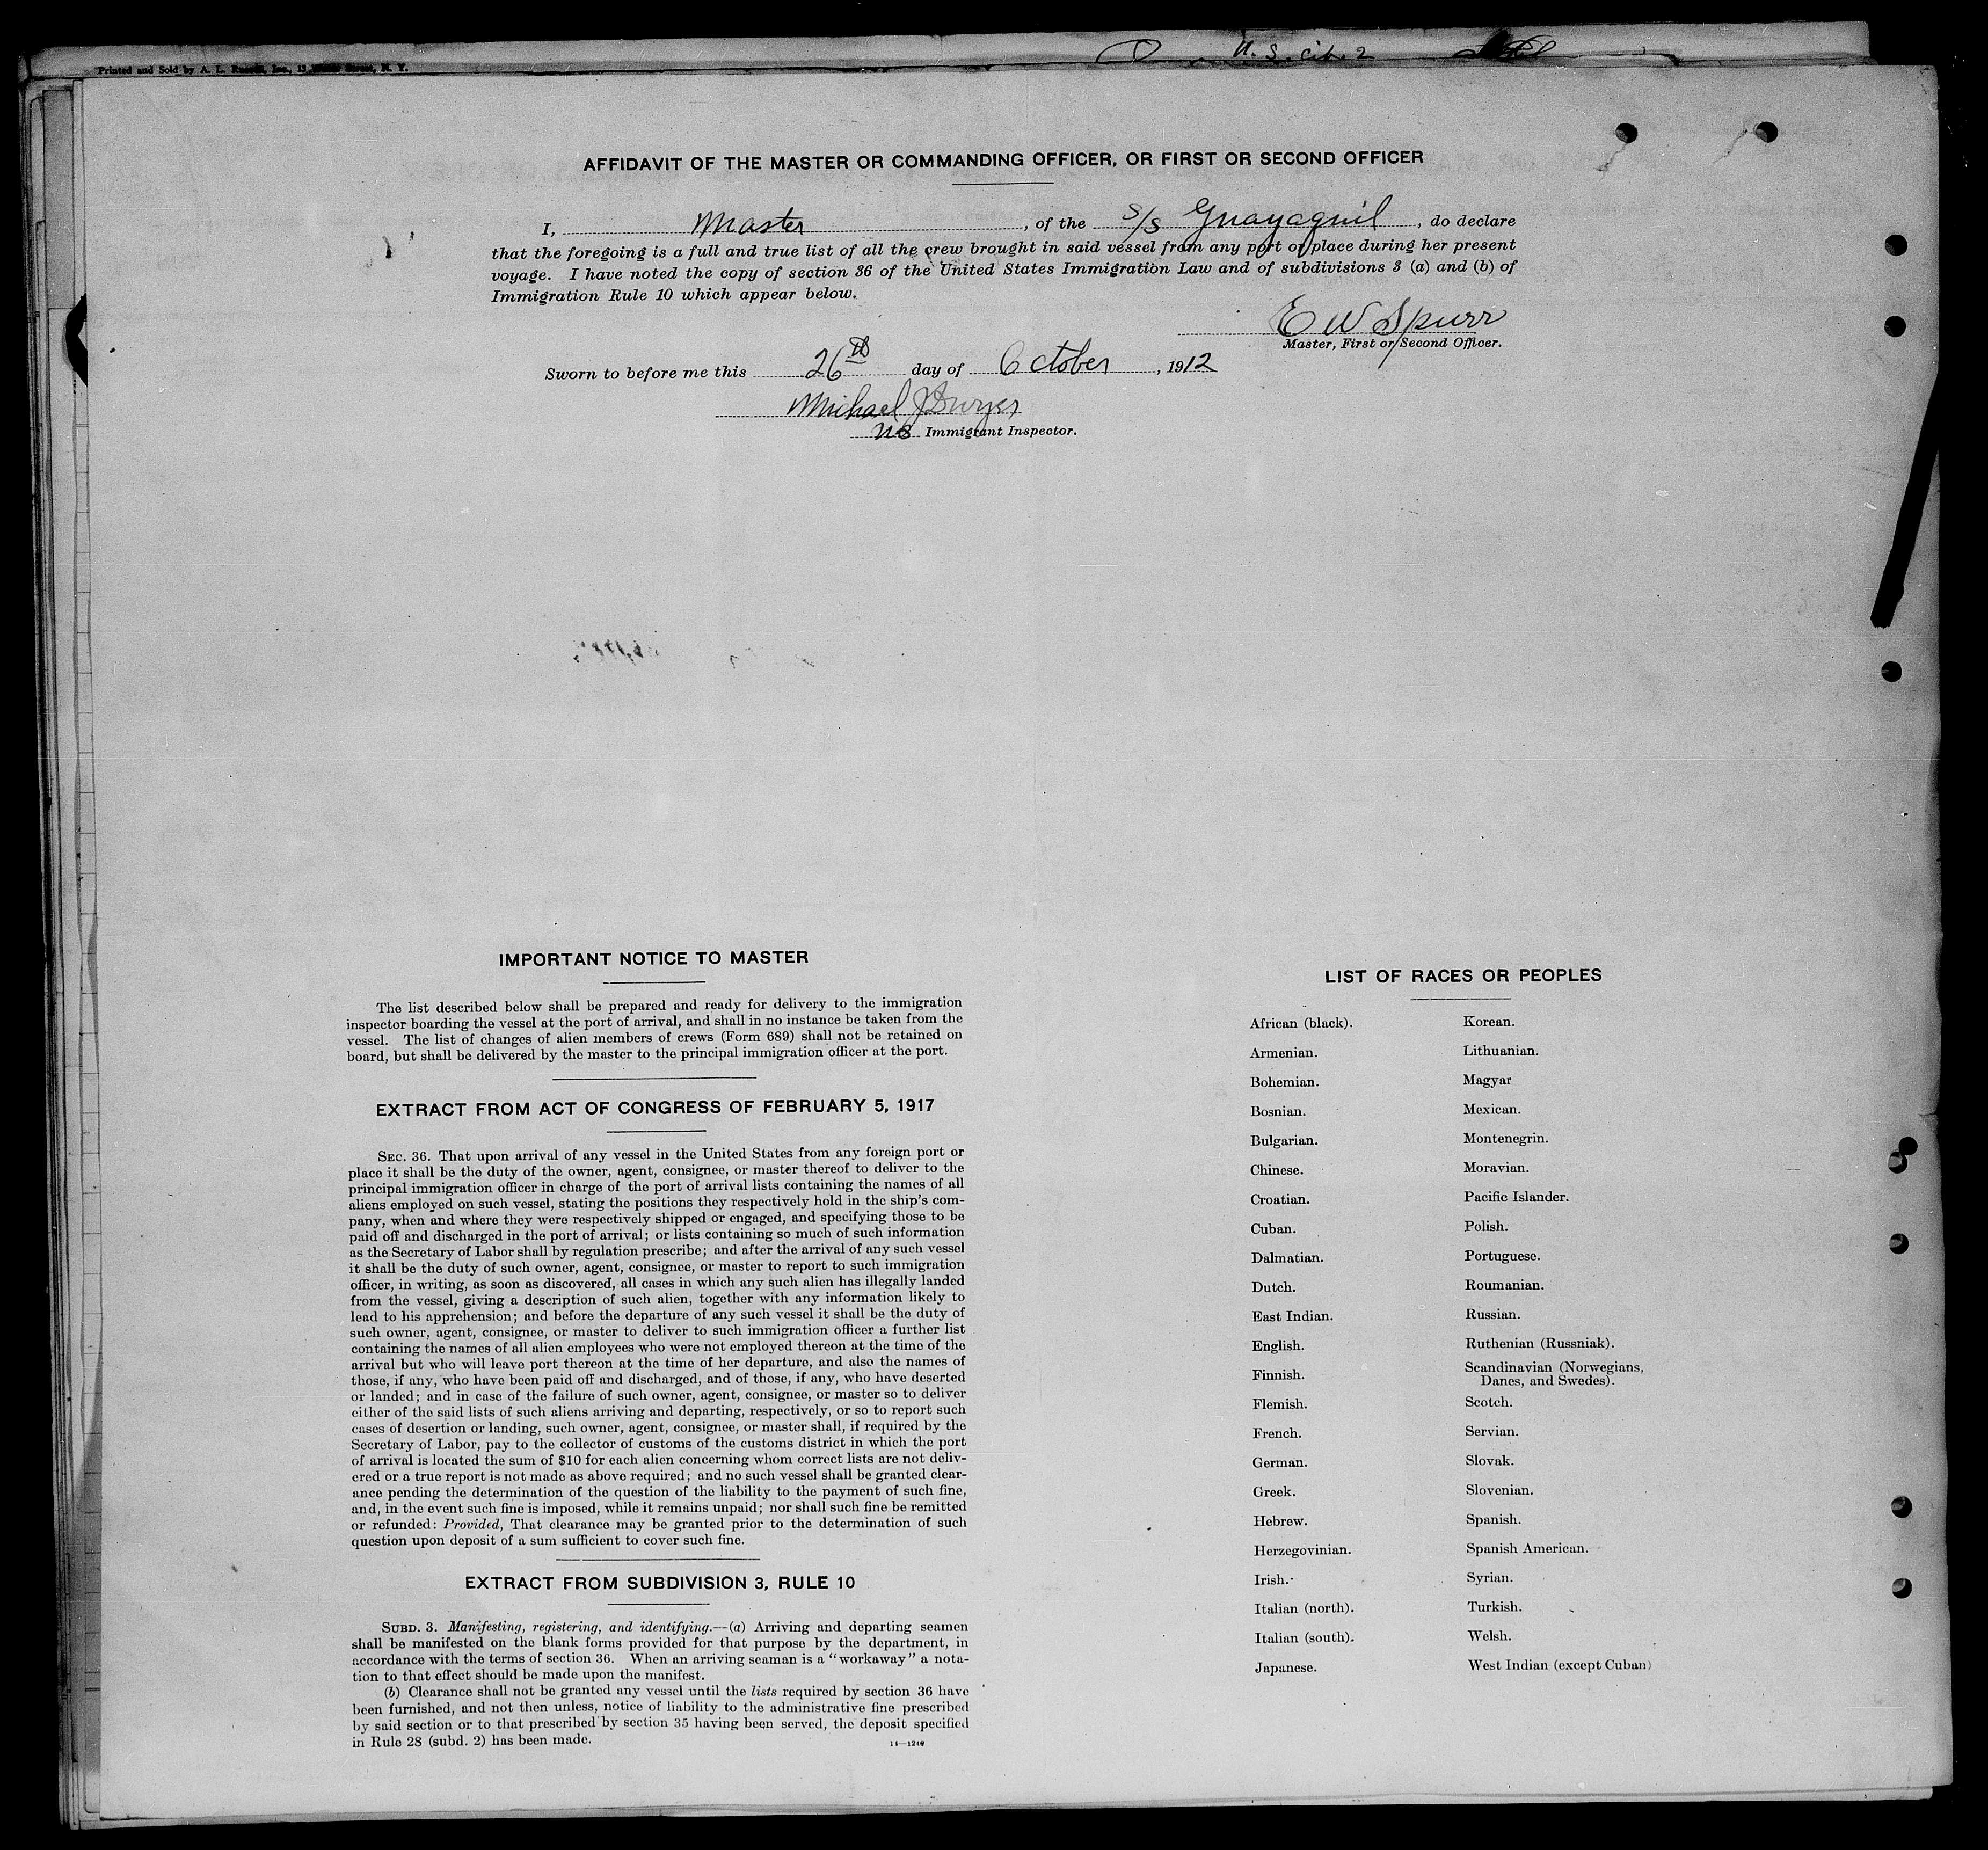 Printed and Sold by A. L. Russell, Inc., 13 Street, N. Y.
U. S. Cit. 2
AFFIDAVIT OF THE MASTER OR COMMANDING OFFICER, OR FIRST OR SECOND OFFICER
I, Master, of the S/S Guayaquil, do declare
that the foregoing is a full and true list of all the crew brought in said vessel from any port or place during her present
voyage. I have noted the copy of section 36 of the United States Immigration Law and of subdivisions 3 (a) and (b) of
Immigration Rule 10 which appear below.
E W Spurr
Master, First or Second Officer.
Sworn to before me this 26th day of October, 1912
Michael J Dwyer
US Immigrant Inspector.
IMPORTANT NOTICE TO MASTER
The list described below shall be prepared and ready for delivery to the immigration
inspector boarding the vessel at the port of arrival, and shall in no instance be taken from the
vessel. The list of changes of alien members of crews (Form 689) shall not be retained on
board, but shall be delivered by the master to the principal immigration officer at the port.
EXTRACT FROM ACT OF CONGRESS OF FEBRUARY 5, 1917
SEC. 36. That upon arrival of any vessel in the United States from any foreign port or
place it shall be the duty of the owner, agent, consignee, or master thereof to deliver to the
principal immigration officer in charge of the port of arrival lists containing the names of all
aliens employed on such vessel, stating the positions they respectively hold in the ship's com-
pany, when and where they were respectively shipped or engaged, and specifying those to be
paid off and discharged in the port of arrival; or lists containing so much of such information
as the Secretary of Labor shall by regulation prescribe; and after the arrival of any such vessel
it shall be the duty of such owner, agent, consignee, or master to report to such immigration
officer, in writing, as soon as discovered, all cases in which any such alien has illegally landed
from the vessel, giving a description of such alien, together with any information likely to
lead to his apprehension; and before the departure of any such vessel it shall be the duty of
such owner, agent, consignee, or master to deliver to such immigration officer a further list
containing the names of all alien employees who were not employed thereon at the time of the
arrival but who will leave port thereon at the time of her departure, and also the names of
those, if any, who have been paid off and discharged, and of those, if any, who have deserted
or landed; and in case of the failure of such owner, agent, consignee, or master so to deliver
either of the said lists of such aliens arriving and departing, respectively, or so to report such
cases of desertion or landing, such owner, agent, consignee, or master shall, if required by the
Secretary of Labor, pay to the collector of customs of the customs district in which the port
of arrival is located the sum of $10 for each alien concerning whom correct lists are not deliv-
ered or a true report is not made as above required; and no such vessel shall be granted clear-
ance pending the determination of the question of the liability to the payment of such fine,
and, in the event such fine is imposed, while it remains unpaid; nor shall such fine be remitted
or refunded: Provided, That clearance may be granted prior to the determination of such
question upon deposit of a sum sufficient to cover such fine.
EXTRACT FROM SUBDIVISION 3, RULE 10
SUBD. 3. Manifesting, registering, and identifying.—(a) Arriving and departing seamen
shall be manifested on the blank forms provided for that purpose by the department, in
accordance with the terms of section 36. When an arriving seaman is a "workaway" a nota-
tion to that effect should be made upon the manifest.
(b) Clearance shall not be granted any vessel until the lists required by section 36 have
been furnished, and not then unless, notice of liability to the administrative fine prescribed
by said section or to that prescribed by section 35 having been served, the deposit specified
in Rule 28 (subd. 2) has been made.
14—1240
LIST OF RACES OR PEOPLES
African (black).
Armenian.
Bohemian.
Bosnian.
Bulgarian.
Chinese.
Croatian.
Cuban.
Dalmatian.
Dutch.
East Indian.
English.
Finnish.
Flemish.
French.
German.
Greek.
Hebrew.
Herzegovinian.
Irish.
Italian (north).
Italian (south).
Japanese.
Korean.
Lithuanian.
Magyar
Mexican.
Montenegrin.
Moravian.
Pacific Islander.
Polish.
Portuguese.
Roumanian.
Russian.
Ruthenian (Russniak).
Scandinavian (Norwegians,
Danes, and Swedes).
Scotch.
Servian.
Slovak.
Slovenian.
Spanish.
Spanish American.
Syrian.
Turkish.
Welsh.
West Indian (except Cuban)